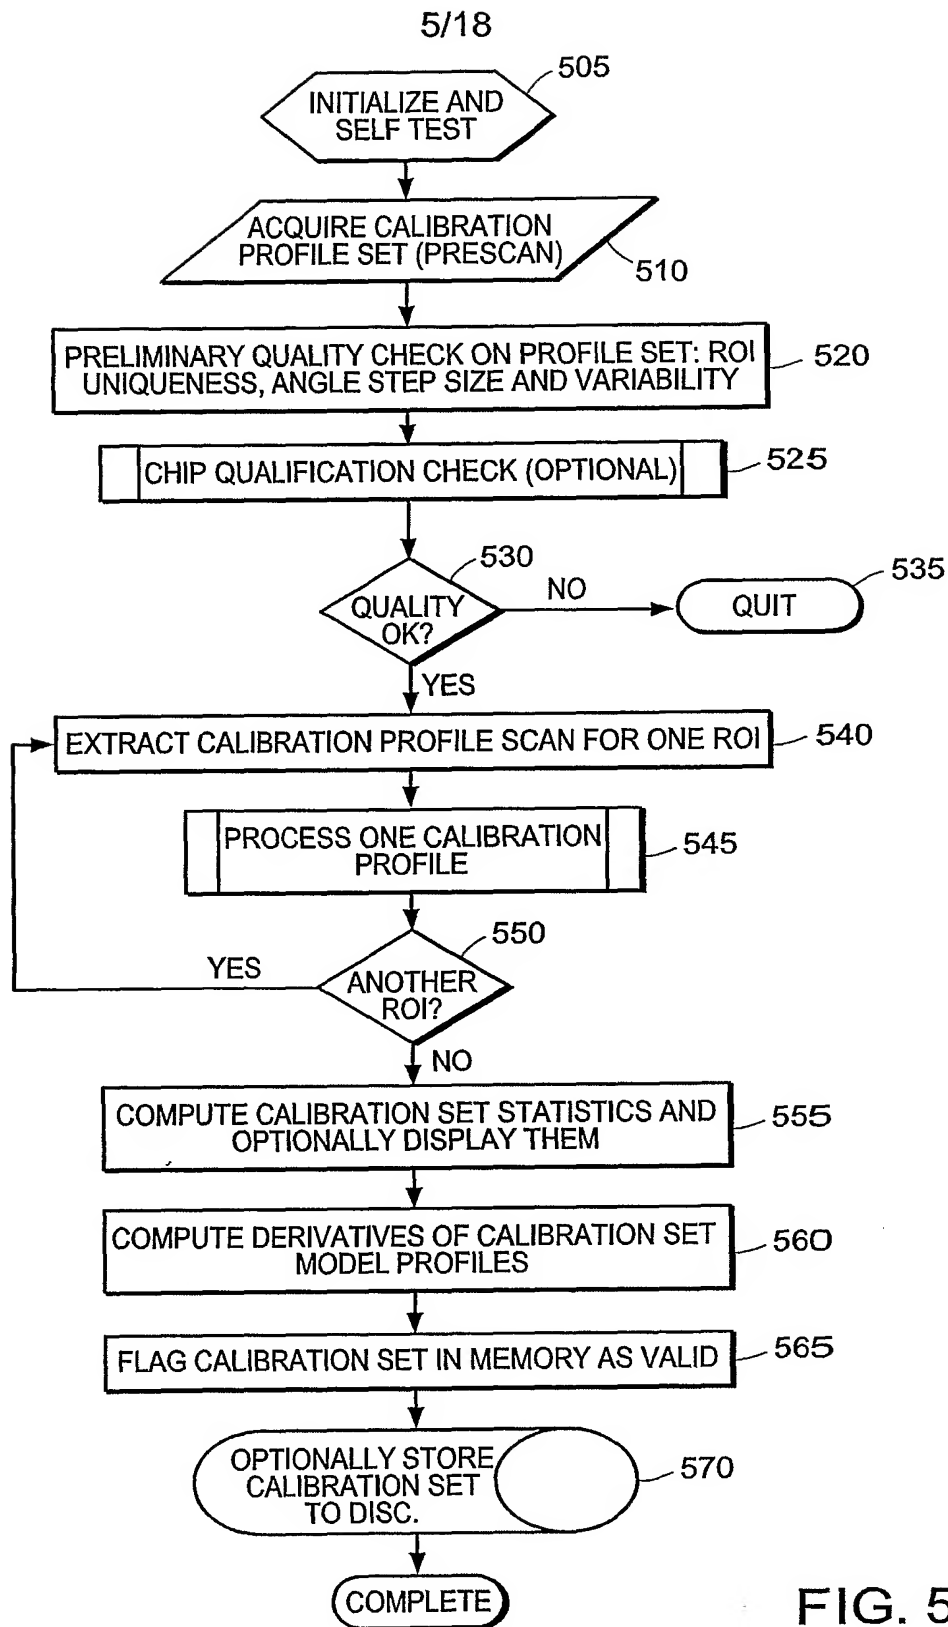 5/18
505
INITIALIZE AND
SELF TEST
ACQUIRE CALIBRATION
PROFILE SET (PRESCAN)
510
PRELIMINARY QUALITY CHECK ON PROFILE SET: ROI
UNIQUENESS, ANGLE STEP SIZE AND VARIABILITY
520
CHIP QUALIFICATION CHECK (OPTIONAL)
525
530
QUALITY
OK?
NO
535
QUIT
YES
EXTRACT CALIBRATION PROFILE SCAN FOR ONE ROI
540
PROCESS ONE CALIBRATION
PROFILE
545
550
YES
ANOTHER
ROI?
NO
COMPUTE CALIBRATION SET STATISTICS AND
OPTIONALLY DISPLAY THEM
555
COMPUTE DERIVATIVES OF CALIBRATION SET
MODEL PROFILES
560
FLAG CALIBRATION SET IN MEMORY AS VALID
565
OPTIONALLY STORE
CALIBRATION SET
TO DISC.
570
COMPLETE
FIG. 5